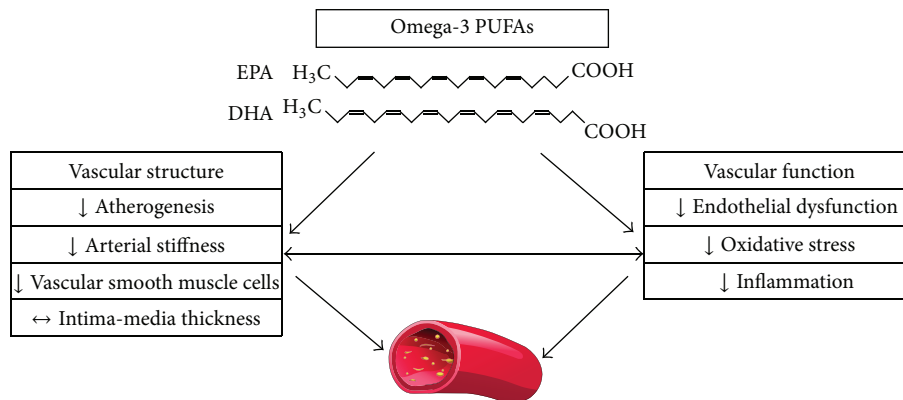 Omega-3 PUFAs
EPA H₃C COOH
DHA H₃C COOH
Vascular structure
↓ Atherogenesis
↓ Arterial stiffness
↓ Vascular smooth muscle cells
↔ Intima-media thickness
Vascular function
↓ Endothelial dysfunction
↓ Oxidative stress
↓ Inflammation